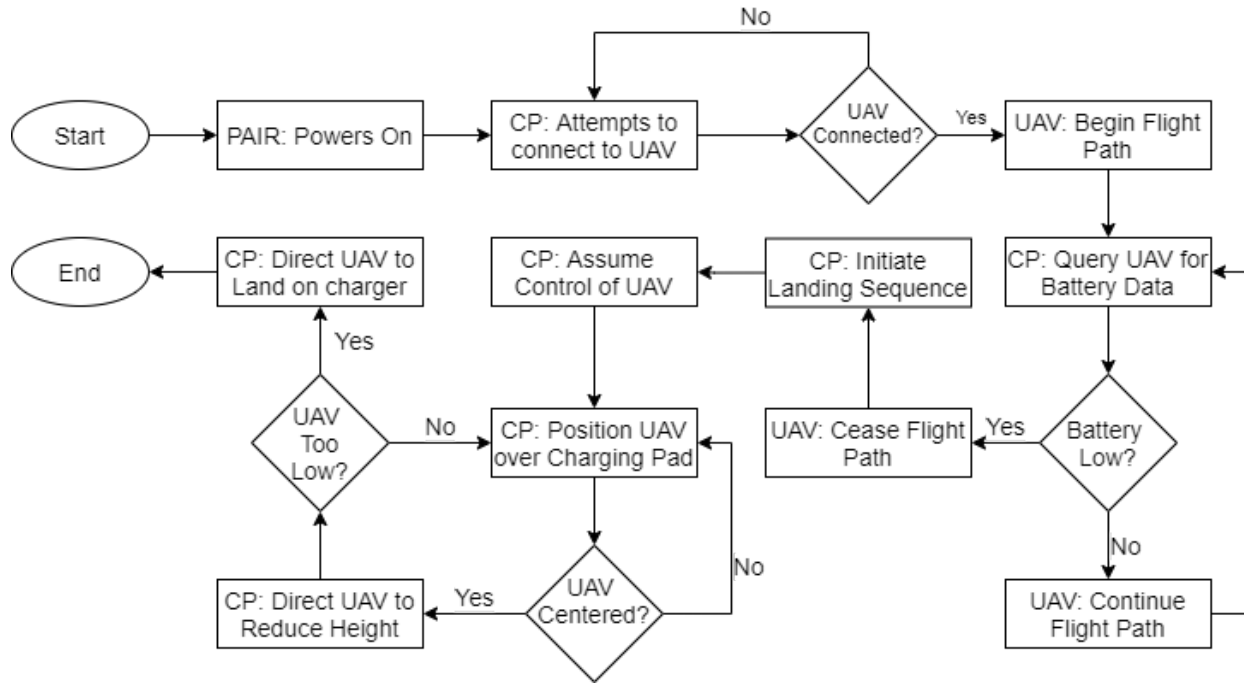 No
Start
PAIR: Powers On
CP: Attempts to
connect to UAV
UAV
Connected?
Yes
UAV: Begin Flight
Path
End
CP: Direct UAV to
Land on charger
CP: Assume
Control of UAV
CP: Initiate
Landing Sequence
CP: Query UAV for
Battery Data
Yes
UAV
Too
Low?
No
CP: Position UAV
over Charging Pad
UAV: Cease Flight
Path
Yes
Battery
Low?
No
No
CP: Direct UAV to
Reduce Height
Yes
UAV
Centered?
UAV: Continue
Flight Path